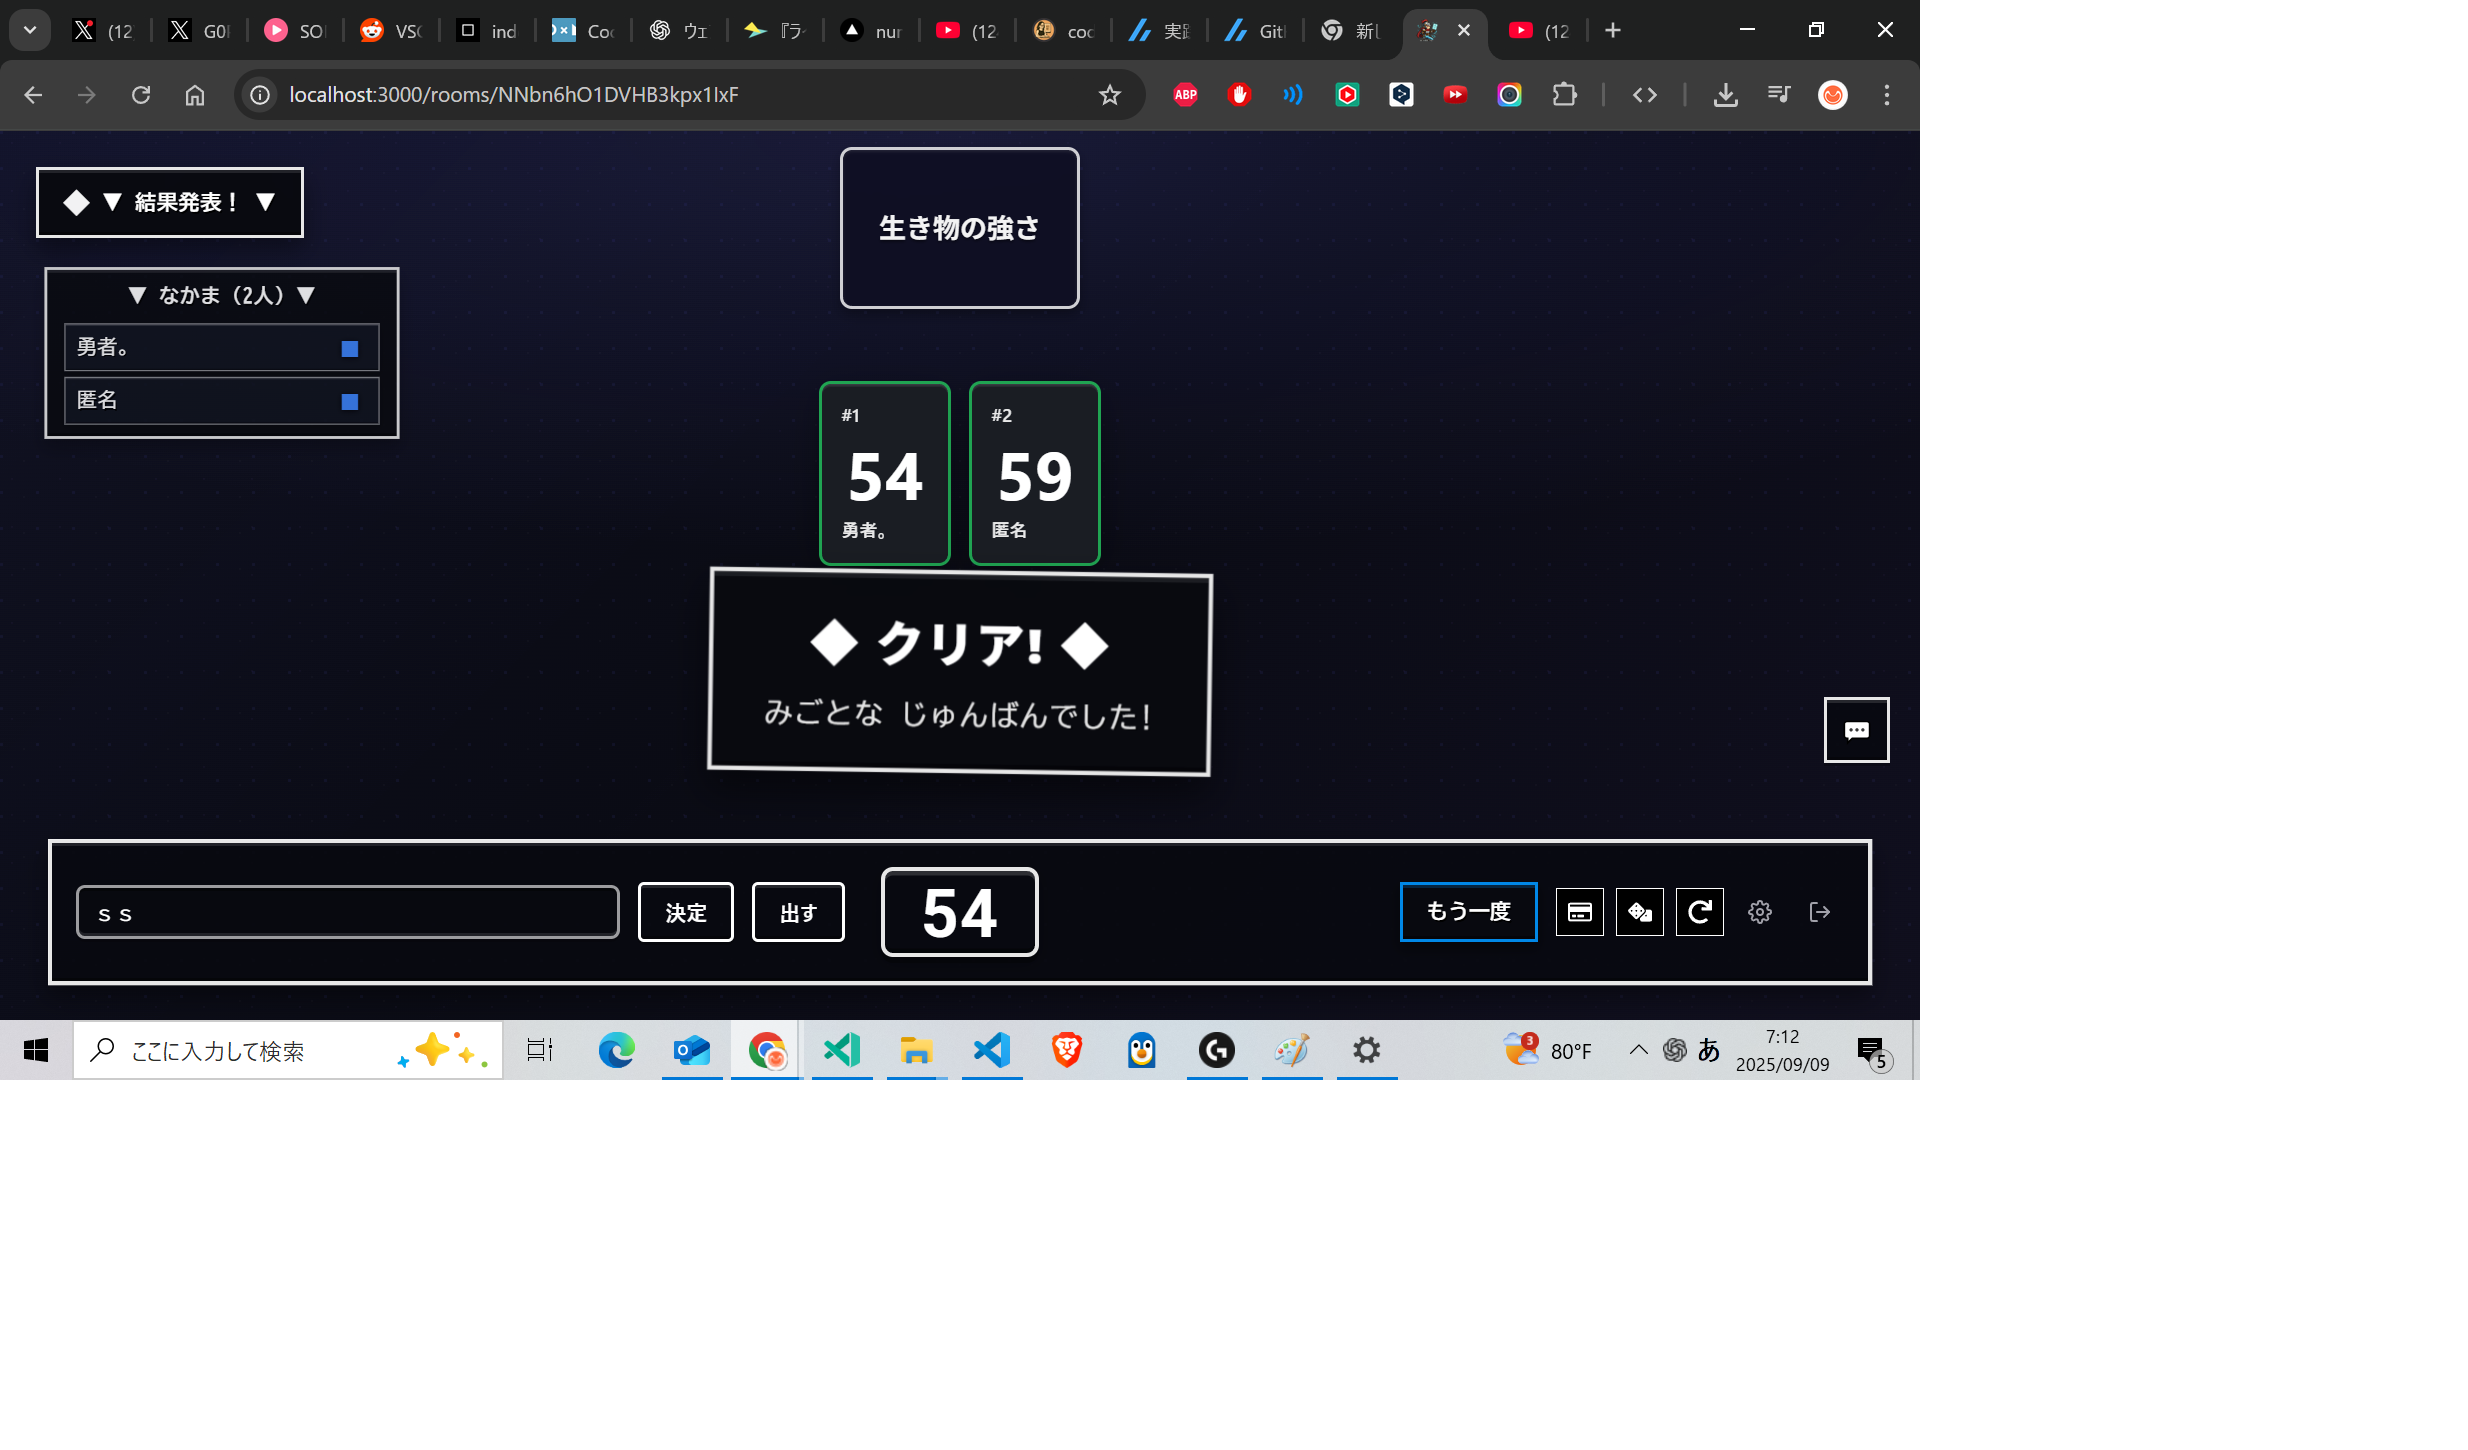 (12
G0
SO
VS
ind
Coc
ウェ
『ラ
nur
(12
coc
実
Git
新し
(12
localhost:3000/rooms/NNbn6hO1DVHB3kpx1lxF
ABP
◆ ▼ 結果発表！ ▼
生き物の強さ
▼ なかま（2人）▼
勇者。
匿名
#1
54
勇者。
#2
59
匿名
◆ クリア! ◆
みごとな じゅんばんでした!
ｓｓ
決定
出す
54
もう一度
ここに入力して検索
3
80°F
あ
7:12
2025/09/09
5